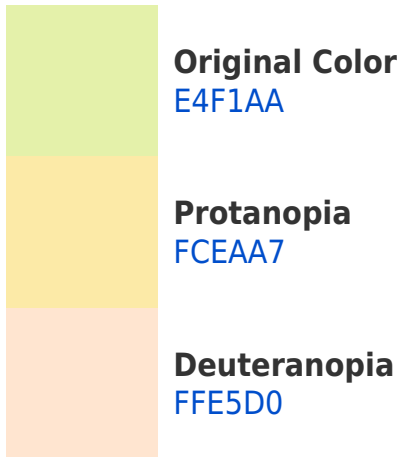 Original Color
E4F1AA
Protanopia
FCEAA7
Deuteranopia
FFE5D0